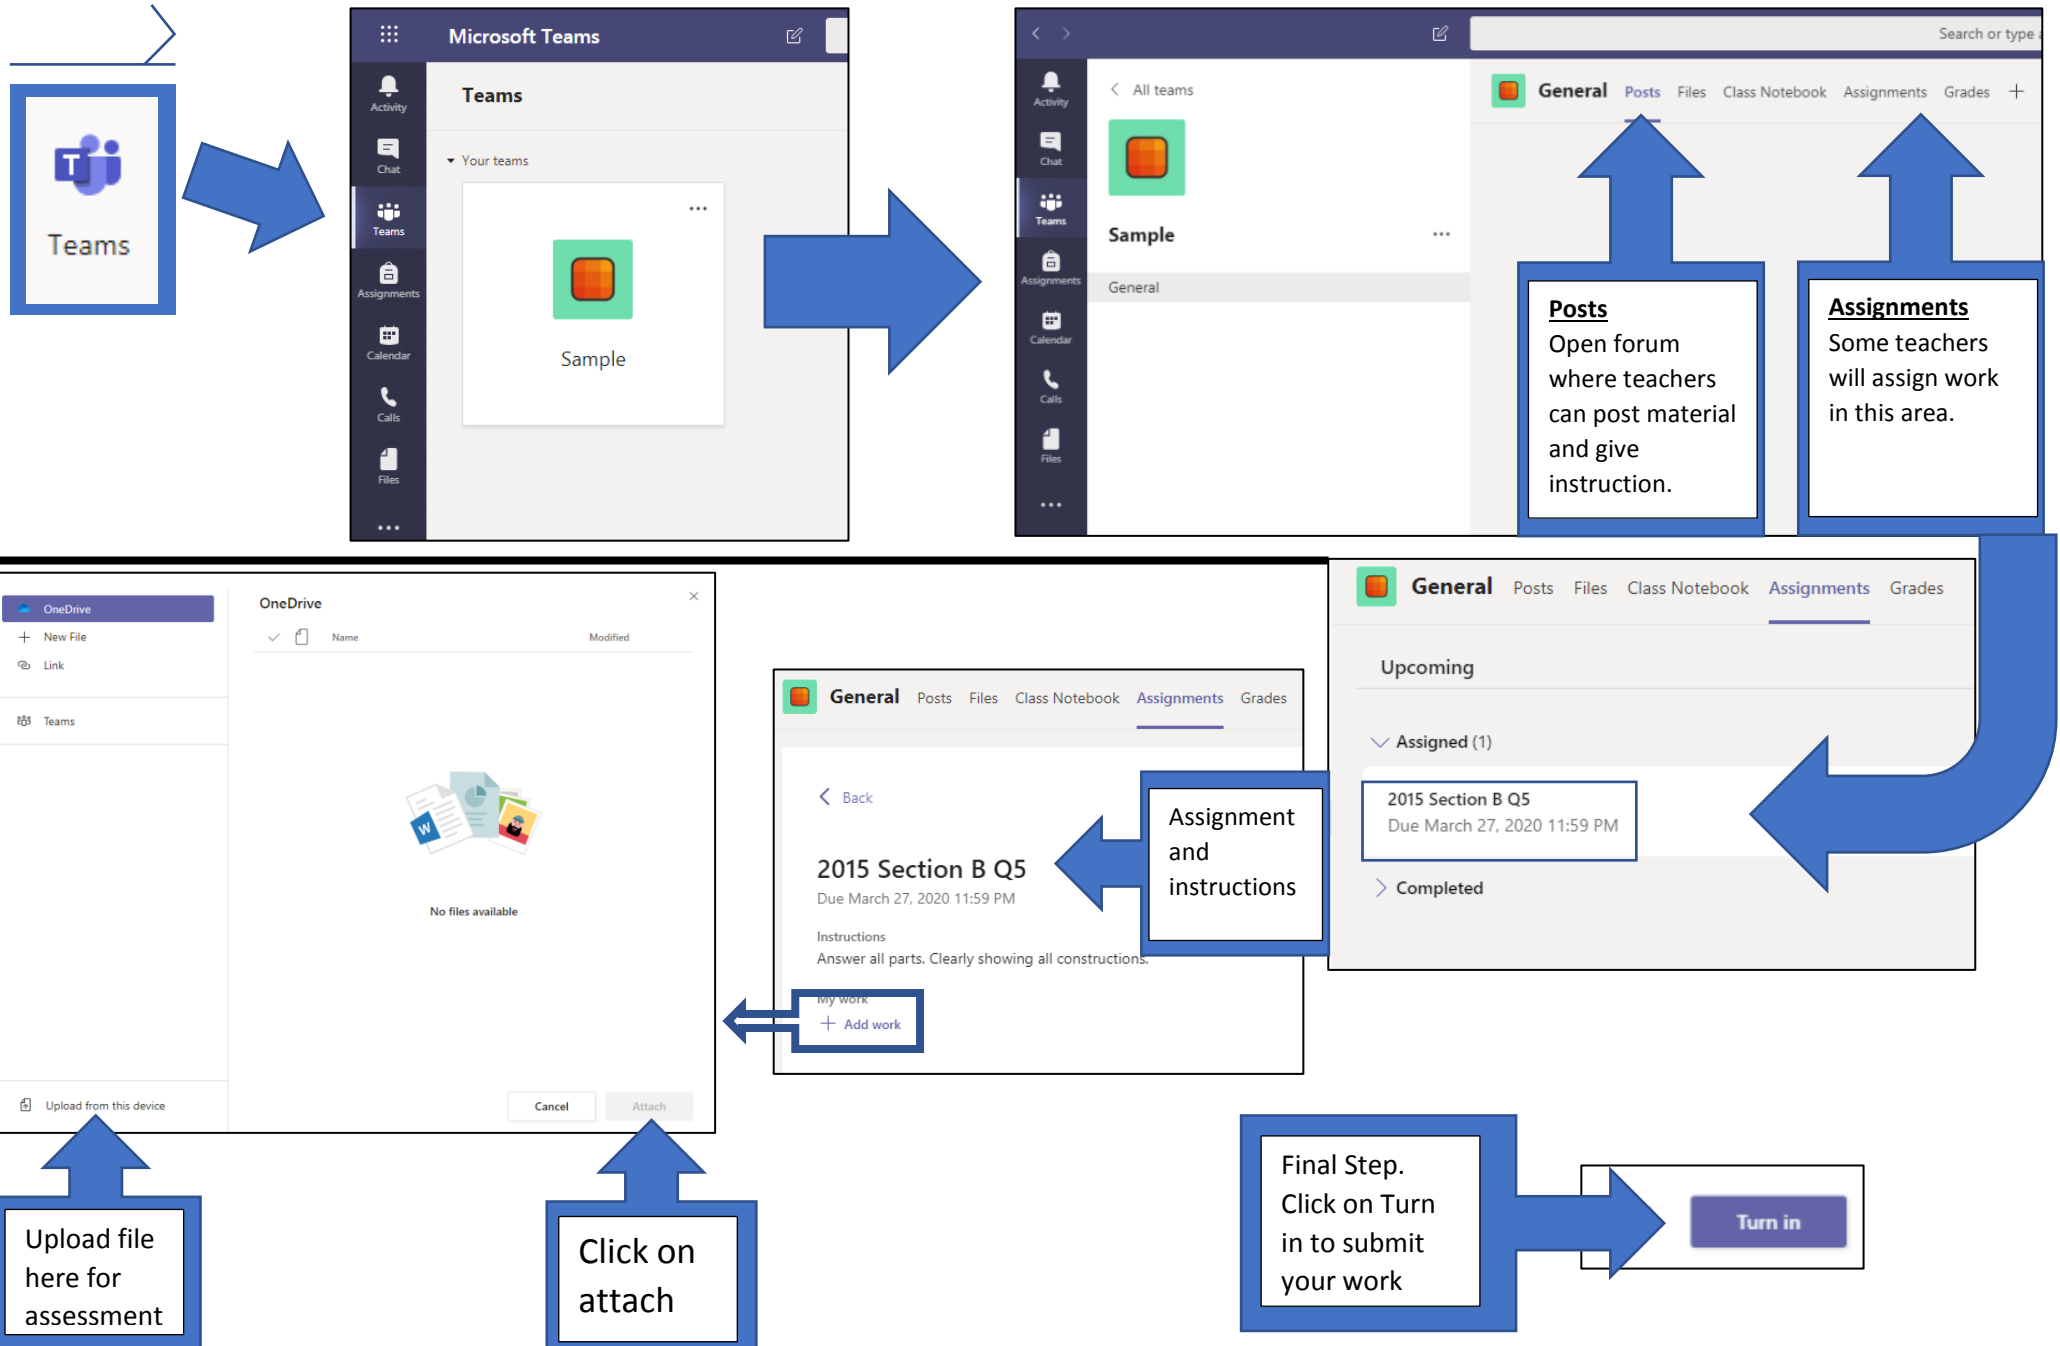 Teams
Microsoft Teams
Activity
Chat
Teams
Assignments
Calendar
Calls
Files
Teams
Your teams
Sample
Search or type a
Activity
Chat
Teams
Assignments
Calendar
Calls
Files
All teams
Sample
General
General Posts Files Class Notebook Assignments Grades
Posts
Open forum
where teachers
can post material
and give
instruction.
Assignments
Some teachers
will assign work
in this area.
OneDrive
New File
Link
Teams
Upload from this device
OneDrive
Name Modified
No files available
Cancel Attach
General Posts Files Class Notebook Assignments Grades
Back
2015 Section B Q5
Due March 27, 2020 11:59 PM
Instructions
Answer all parts. Clearly showing all constructions.
My work
+ Add work
Assignment
and
instructions
General Posts Files Class Notebook Assignments Grades
Upcoming
Assigned (1)
2015 Section B Q5
Due March 27, 2020 11:59 PM
Completed
Upload file
here for
assessment
Click on
attach
Final Step.
Click on Turn
in to submit
your work
Turn in